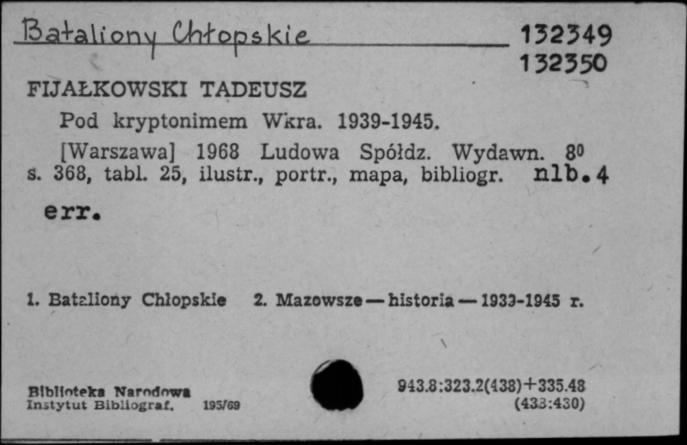 Bataliony Chłopskie 132349
132350
FIJAŁKOWSKI TADEUSZ
Pod kryptonimem Wkra. 1939-1945.
[Warszawa] 1968 Ludowa Spółdz. Wydawn. 8⁰
s. 368, tabl. 25, ilustr., portr., mapa, bibliogr. nlb. 4
err.
1. Bataliony Chłopskie 2. Mazowsze — historia — 1939-1945 r.
943.8:323.2(438)+335.48
Biblioteka Narodowa
(438:430)
Instytut Bibliograf. 195/69